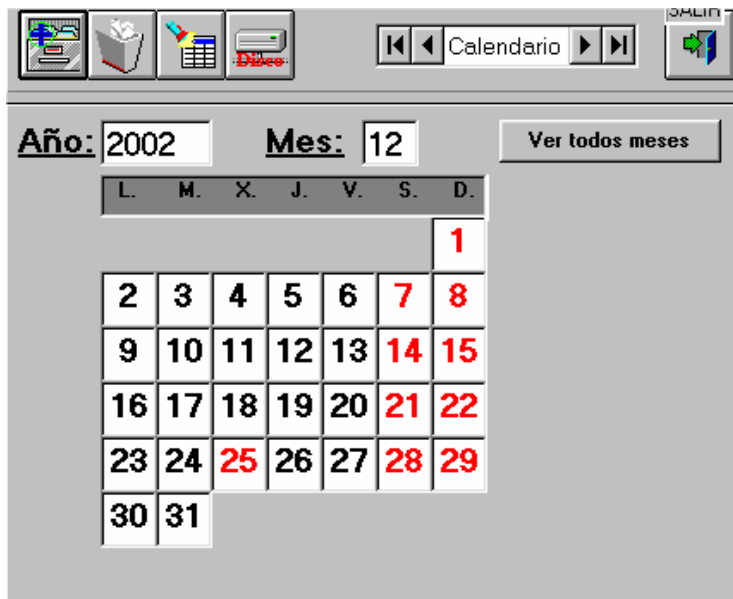 SALIR
Disco
Calendario
Año: 2002 Mes: 12 Ver todos meses
L. M. X. J. V. S. D.
1
2 3 4 5 6 7 8
9 10 11 12 13 14 15
16 17 18 19 20 21 22
23 24 25 26 27 28 29
30 31